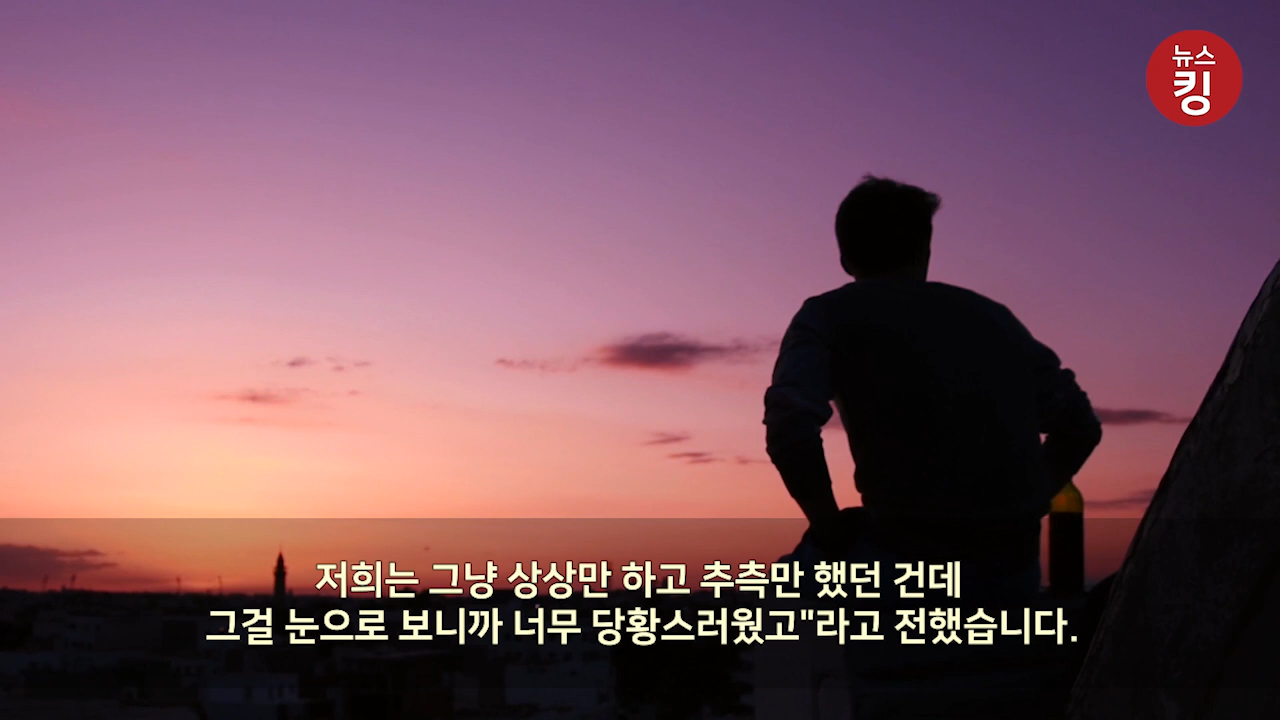 뉴스
킹
저희는 그냥 상상만 하고 추측만 했던 건데
그걸 눈으로 보니까 너무 당황스러웠고"라고 전했습니다.